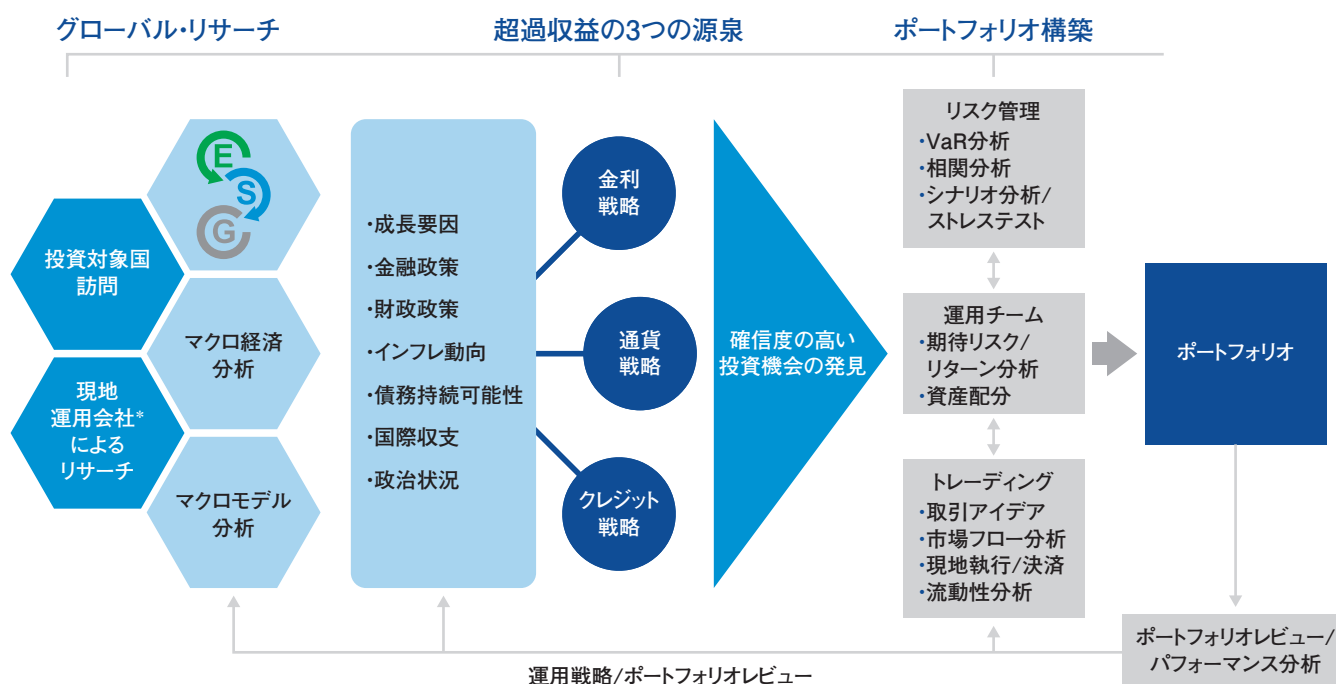 グローバル・リサーチ
超過収益の3つの源泉
ポートフォリオ構築
E
S
G
投資対象国
訪問
マクロ経済
分析
現地
運用会社*
による
リサーチ
マクロモデル
分析
・成長要因
・金融政策
・財政政策
・インフレ動向
・債務持続可能性
・国際収支
・政治状況
金利
戦略
通貨
戦略
クレジット
戦略
確信度の高い
投資機会の発見
リスク管理
・VaR分析
・相関分析
・シナリオ分析/
ストレステスト
運用チーム
・期待リスク/
リターン分析
・資産配分
トレーディング
・取引アイデア
・市場フロー分析
・現地執行/決済
・流動性分析
ポートフォリオ
ポートフォリオレビュー/
パフォーマンス分析
運用戦略/ポートフォリオレビュー